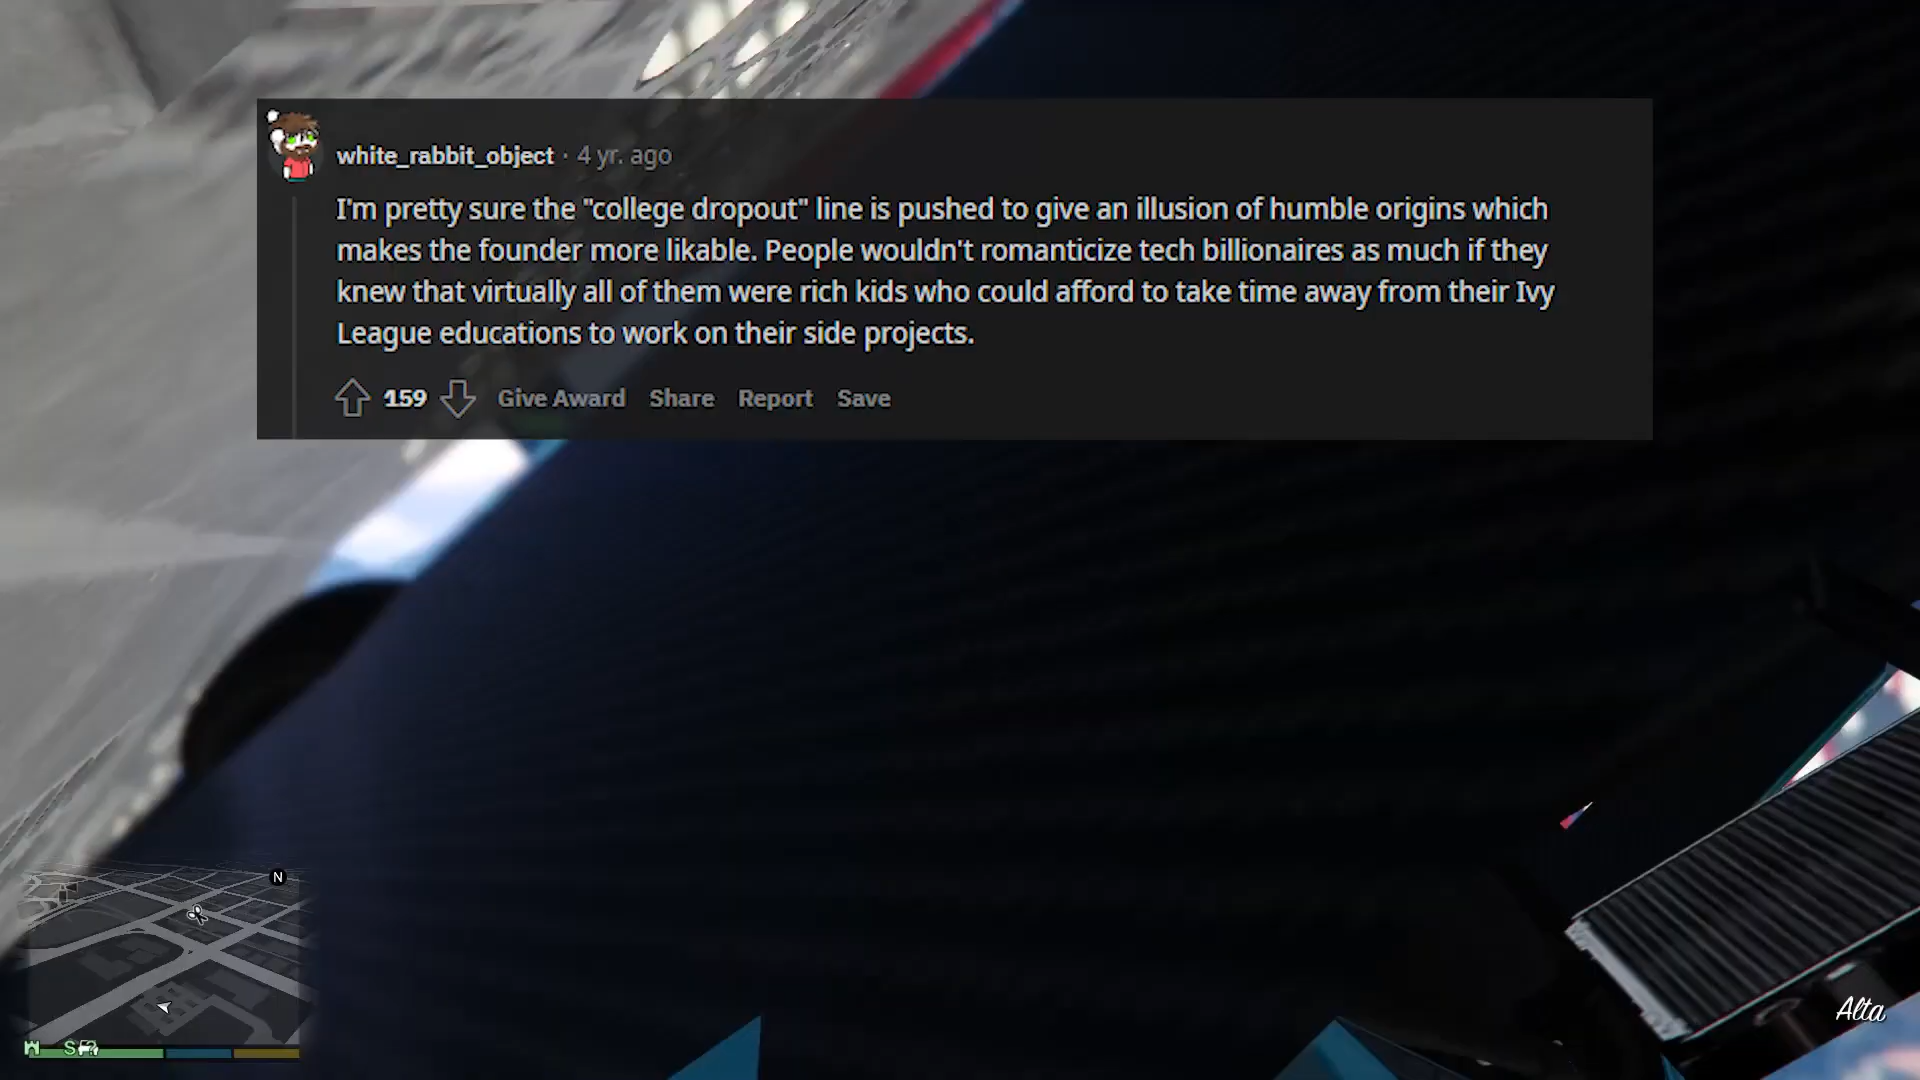 white_rabbit_object · 4 yr. ago
I'm pretty sure the "college dropout" line is pushed to give an illusion of humble origins which
makes the founder more likable. People wouldn't romanticize tech billionaires as much if they
knew that virtually all of them were rich kids who could afford to take time away from their Ivy
League educations to work on their side projects.
159 Give Award Share Report Save
N
Alta